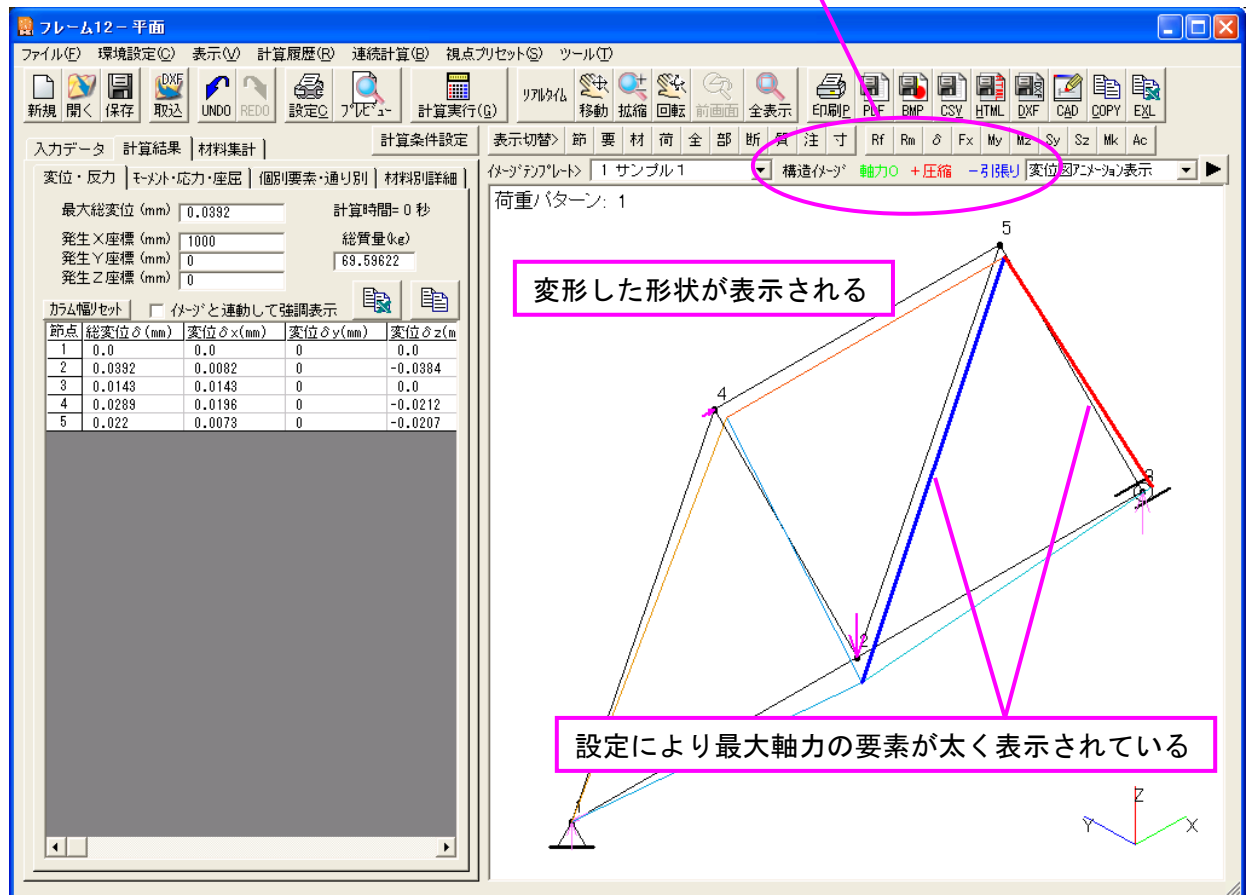 フレーム12－平面
ファイル(F) 環境設定(C) 表示(V) 計算履歴(R) 連続計算(B) 視点プリセット(S) ツール(T)
新規 開く 保存 DXF 取込 UNDO REDO 設定C プレビュー 計算実行(G) リアルタイム 移動 拡縮 回転 前画面 全表示 印刷P PDF BMP CSV HTML DXF CAD COPY EXL
入力データ 計算結果 材料集計 計算条件設定 表示切替> 節 要 材 荷 全 部 断 質 注 寸 Rf Rm δ Fx My Mz Sy Sz Mk Ac
変位・反力 モーメント・応力・座屈 個別要素・通り別 材料別詳細 イメージテンプレート> 1 サンプル1 構造イメージ 軸力0 +圧縮 -引張り 変位図アニメーション表示
荷重パターン: 1
最大総変位 (mm) 0.0392 計算時間= 0 秒
発生X座標 (mm) 1000 総質量(kg)
発生Y座標 (mm) 0 69.59622
発生Z座標 (mm) 0
カラム幅リセット イメージと連動して強調表示
節点 総変位δ(mm) 変位δx(mm) 変位δy(mm) 変位δz(m
1 0.0 0.0 0 0.0
2 0.0392 0.0082 0 -0.0384
3 0.0143 0.0143 0 0.0
4 0.0289 0.0196 0 -0.0212
5 0.022 0.0073 0 -0.0207
5
変形した形状が表示される
4
3
2
設定により最大軸力の要素が太く表示されている
1
Z
Y X